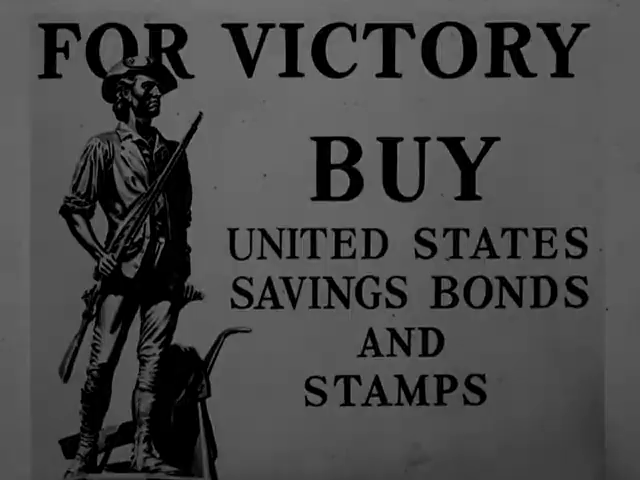 FOR VICTORY
BUY
UNITED STATES
SAVINGS BONDS
AND
STAMPS